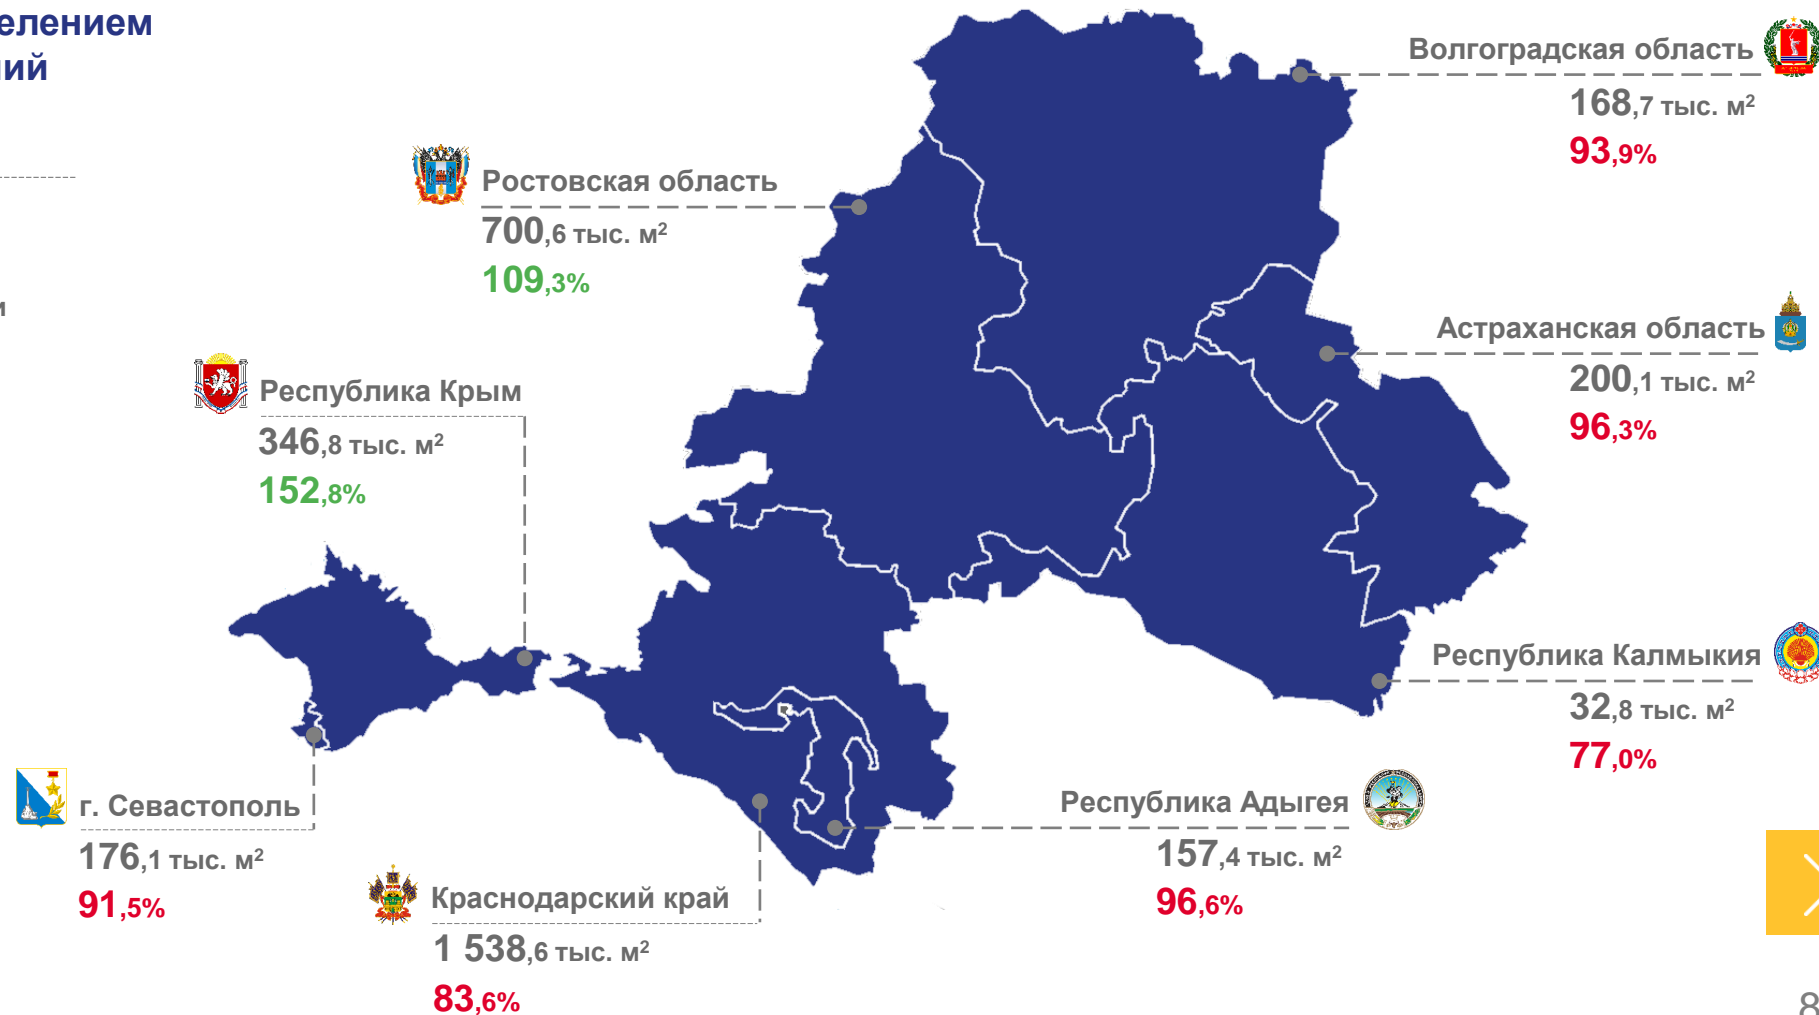 елением
ий
и
Волгоградская область
168,7 тыс. м²
93,9%
Ростовская область
700,6 тыс. м²
109,3%
Астраханская область
200,1 тыс. м²
96,3%
Республика Крым
346,8 тыс. м²
152,8%
Республика Калмыкия
32,8 тыс. м²
77,0%
г. Севастополь
176,1 тыс. м²
91,5%
Республика Адыгея
157,4 тыс. м²
96,6%
Краснодарский край
1 538,6 тыс. м²
83,6%
8